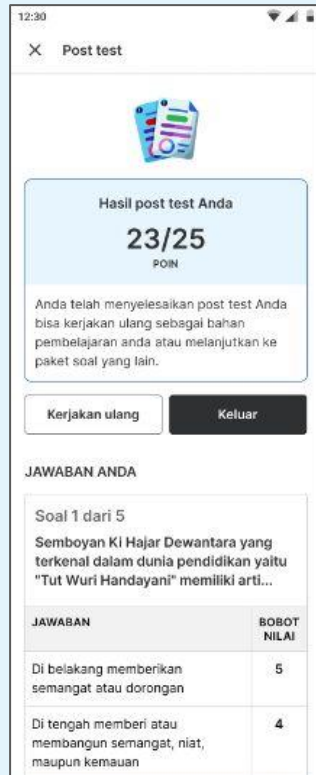 12:30
Post test
Hasil post test Anda
23/25
POIN
Anda telah menyelesaikan post test Anda
bisa kerjakan ulang sebagai bahan
pembelajaran anda atau melanjutkan ke
paket soal yang lain.
Kerjakan ulang
Keluar
JAWABAN ANDA
Soal 1 dari 5
Semboyan Ki Hajar Dewantara yang
terkenal dalam dunia pendidikan yaitu
"Tut Wuri Handayani" memiliki arti...
JAWABAN
BOBOT
NILAI
Di belakang memberikan
semangat atau dorongan
5
Di tengah memberi atau
membangun semangat, niat,
maupun kemauan
4